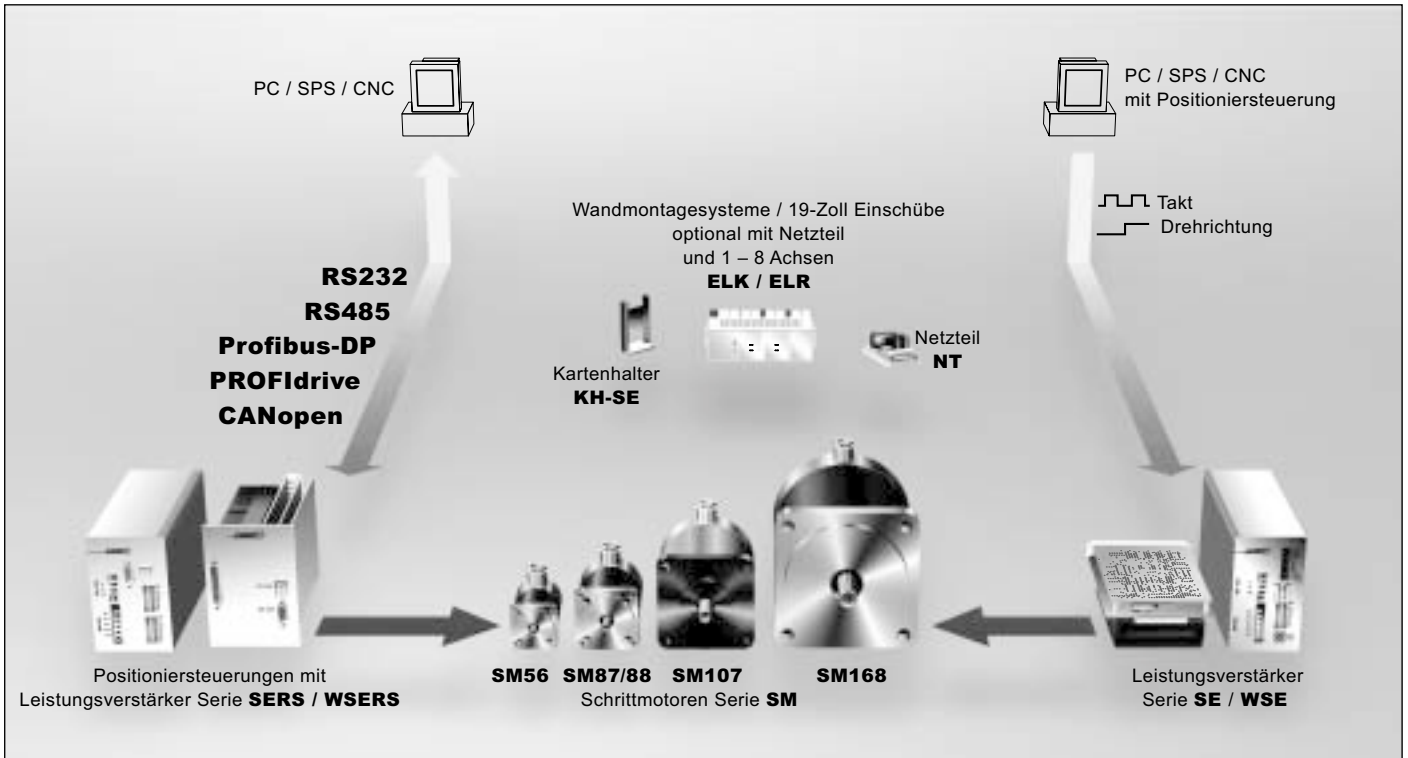 PC / SPS / CNC
PC / SPS / CNC
mit Positioniersteuerung
Takt
Drehrichtung
Wandmontagesysteme / 19-Zoll Einschübe
optional mit Netzteil
und 1 – 8 Achsen
ELK / ELR
RS232
RS485
Profibus-DP
PROFIdrive
CANopen
Kartenhalter
KH-SE
Netzteil
NT
Positioniersteuerungen mit
Leistungsverstärker Serie SERS / WSERS
SM56 SM87/88 SM107 SM168
Schrittmotoren Serie SM
Leistungsverstärker
Serie SE / WSE